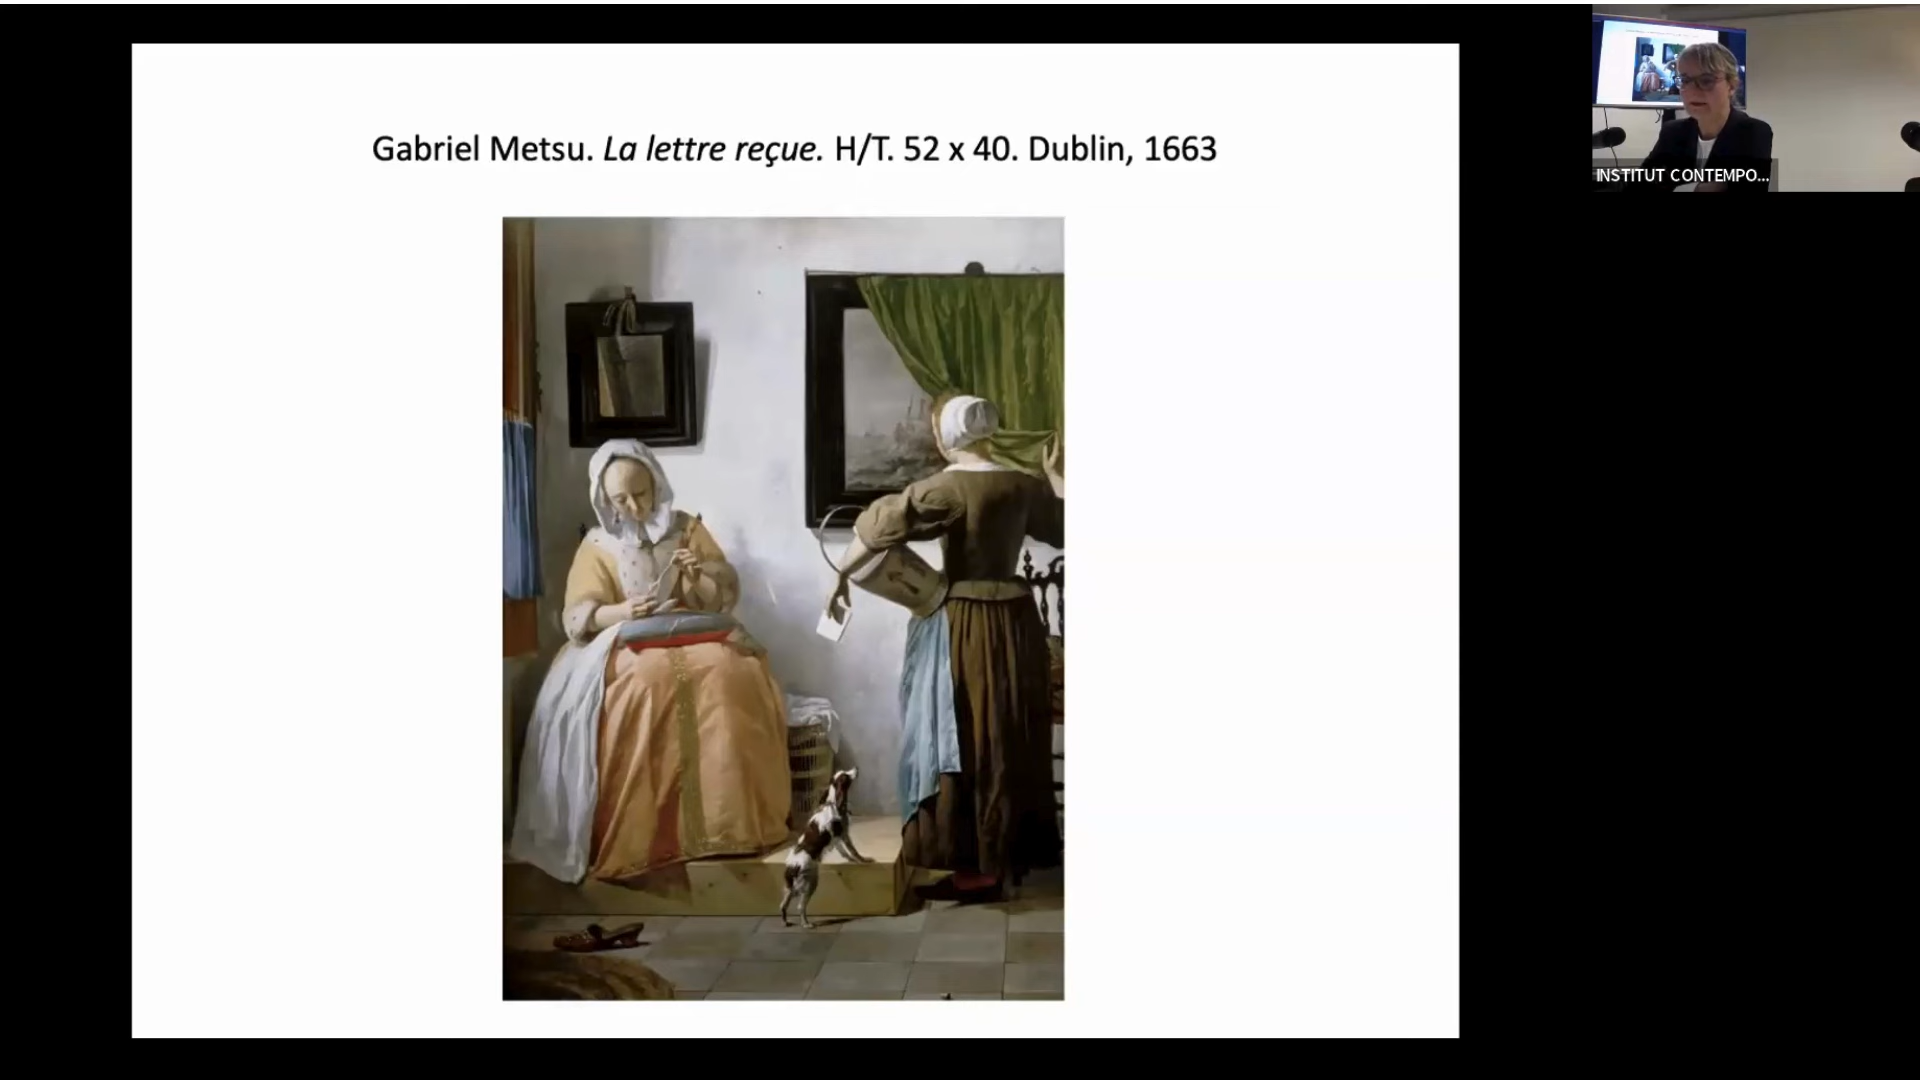 Gabriel Metsu. La lettre reçue. H/T. 52 x 40. Dublin, 1663
INSTITUT CONTEMPO...